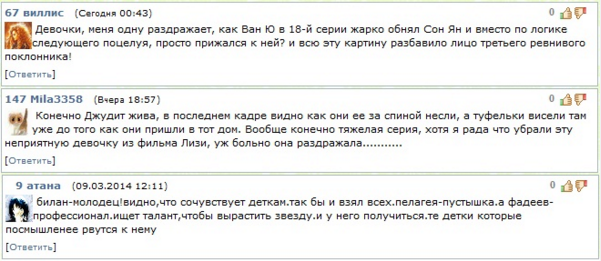 67 виллис (Сегодня 00:43) 0
Девочки, меня одну раздражает, как Ван Ю в 18-й серии жарко обнял Сон Ян и вместо по логике
следующего поцелуя, просто прижался к ней? и всю эту картину разбавило лицо третьего ревнивого
поклонника!
[Ответить]
147 Mila3358 (Вчера 18:57) 0
Конечно Джудит жива, в последнем кадре видно как они ее за спиной несли, а туфельки висели там
уже до того как они пришли в тот дом. Вообще конечно тяжелая серия, хотя я рада что убрали эту
неприятную девочку из фильма Лизи, уж больно она раздражала...........
[Ответить]
9 атана (09.03.2014 12:11) 0
билан-молодец!видно,что сочувствует деткам.так бы и взял всех.пелагея-пустышка.а фадеев-
профессионал.ищет талант,чтобы вырастить звезду.и у него получиться.те детки которые
посмышленее рвутся к нему
[Ответить]